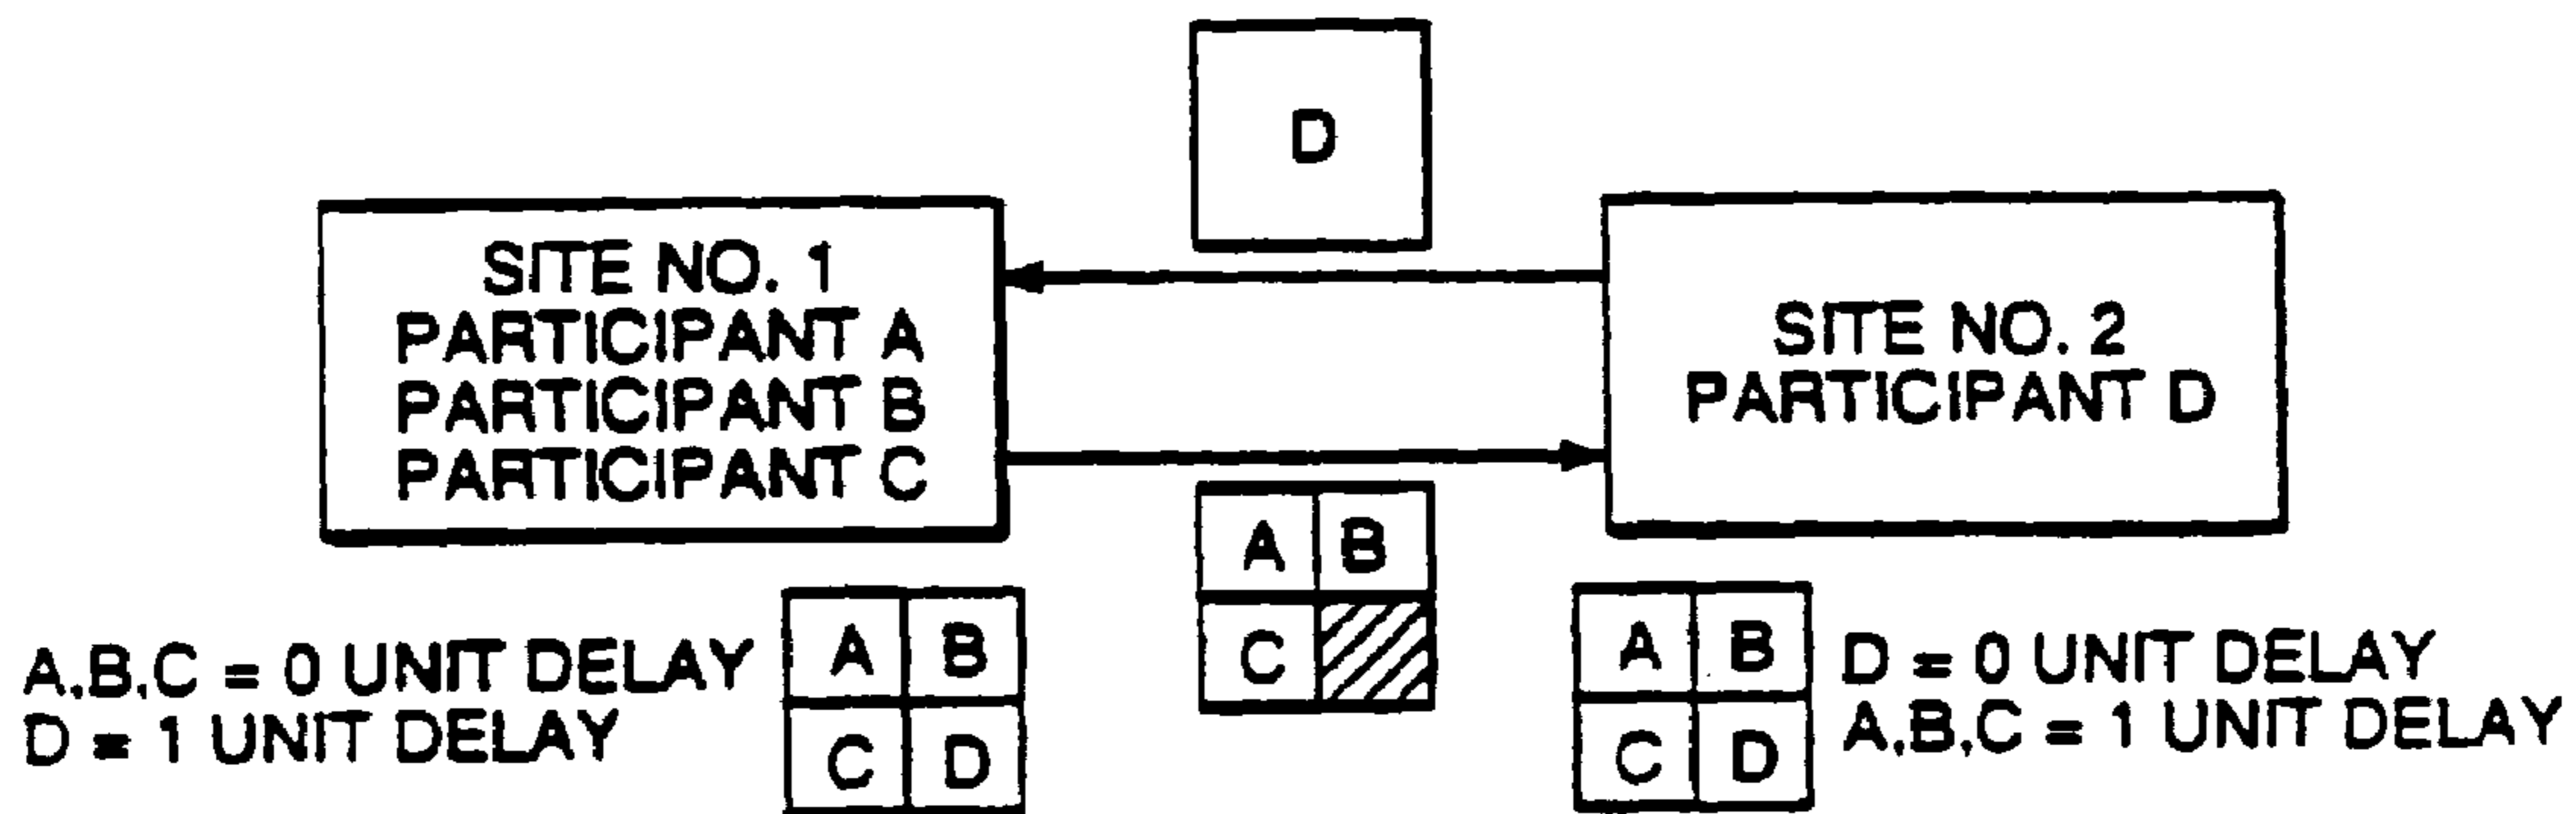 D
SITE NO. 1
PARTICIPANT A
PARTICIPANT B
PARTICIPANT C
SITE NO. 2
PARTICIPANT D
A B
C
A,B,C = 0 UNIT DELAY
D = 1 UNIT DELAY
A B
C D
A B
C D
D = 0 UNIT DELAY
A,B,C = 1 UNIT DELAY